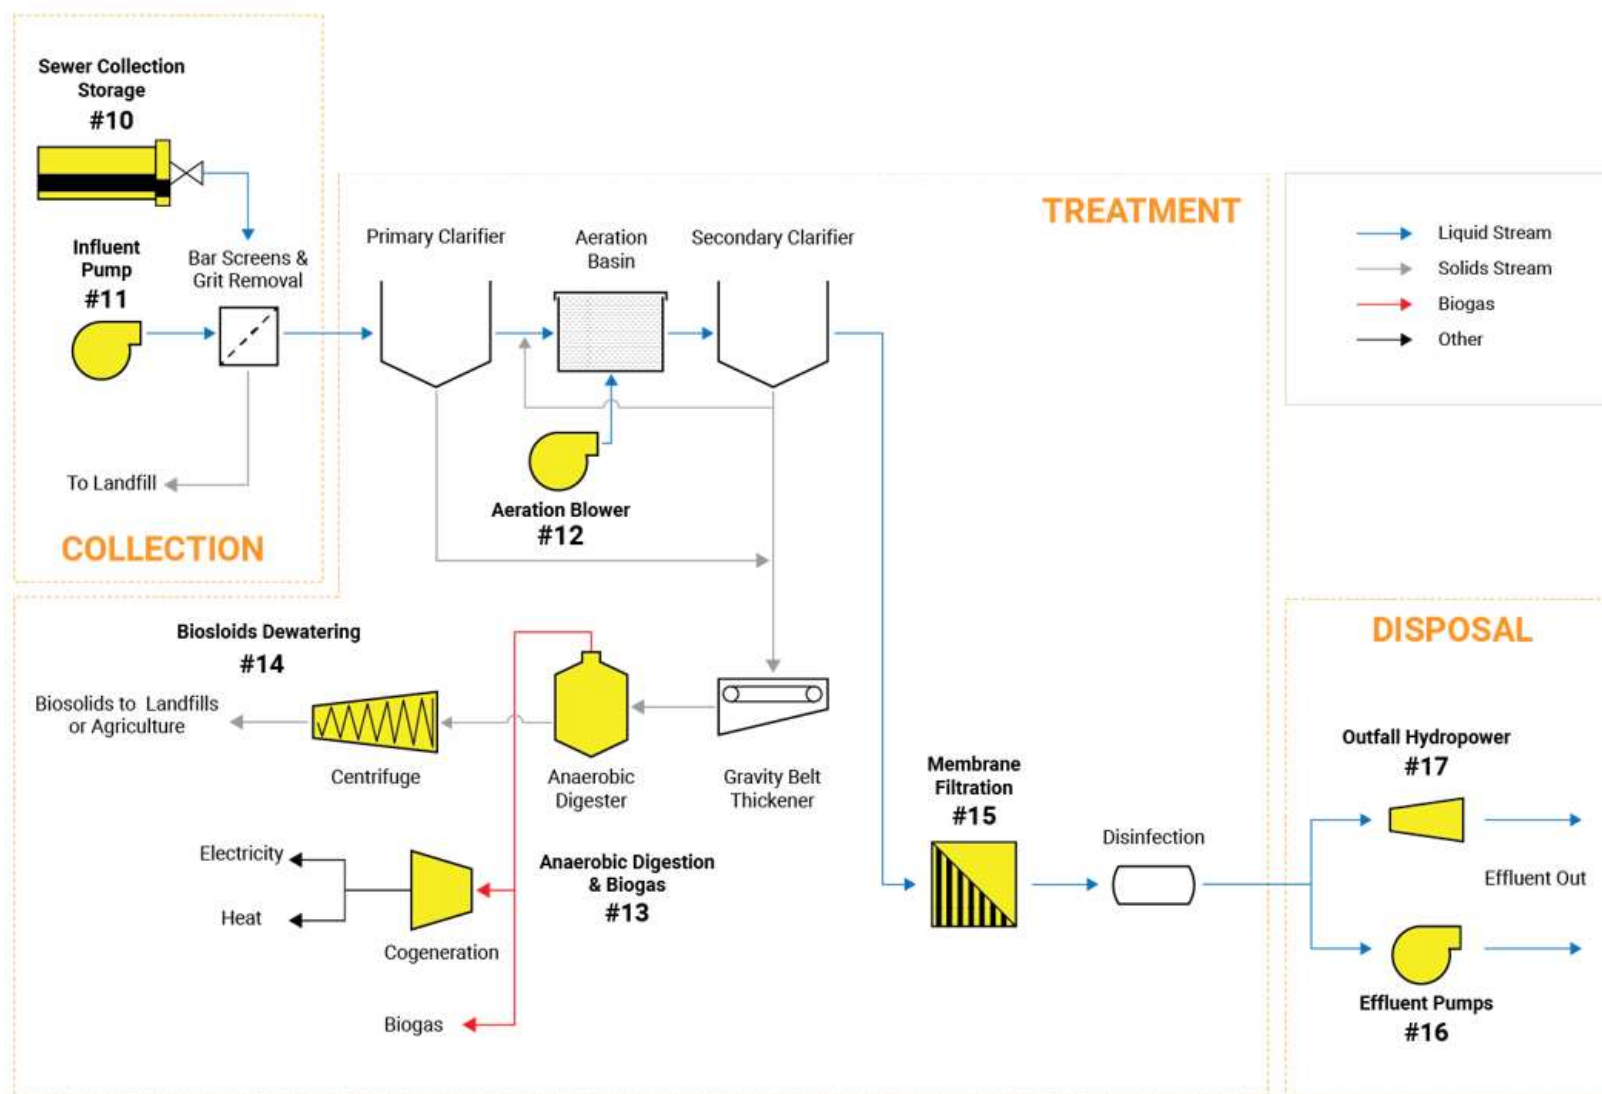 Sewer Collection
Storage
#10
Influent
Pump
#11
Bar Screens &
Grit Removal
To Landfill
COLLECTION
TREATMENT
Primary Clarifier
Aeration
Basin
Secondary Clarifier
Aeration Blower
#12
Liquid Stream
Solids Stream
Biogas
Other
Biosloids Dewatering
#14
Biosolids to Landfills
or Agriculture
Centrifuge
Anaerobic
Digester
Gravity Belt
Thickener
Electricity
Heat
Cogeneration
Anaerobic Digestion
& Biogas
#13
Biogas
Membrane
Filtration
#15
Disinfection
DISPOSAL
Outfall Hydropower
#17
Effluent Out
Effluent Pumps
#16